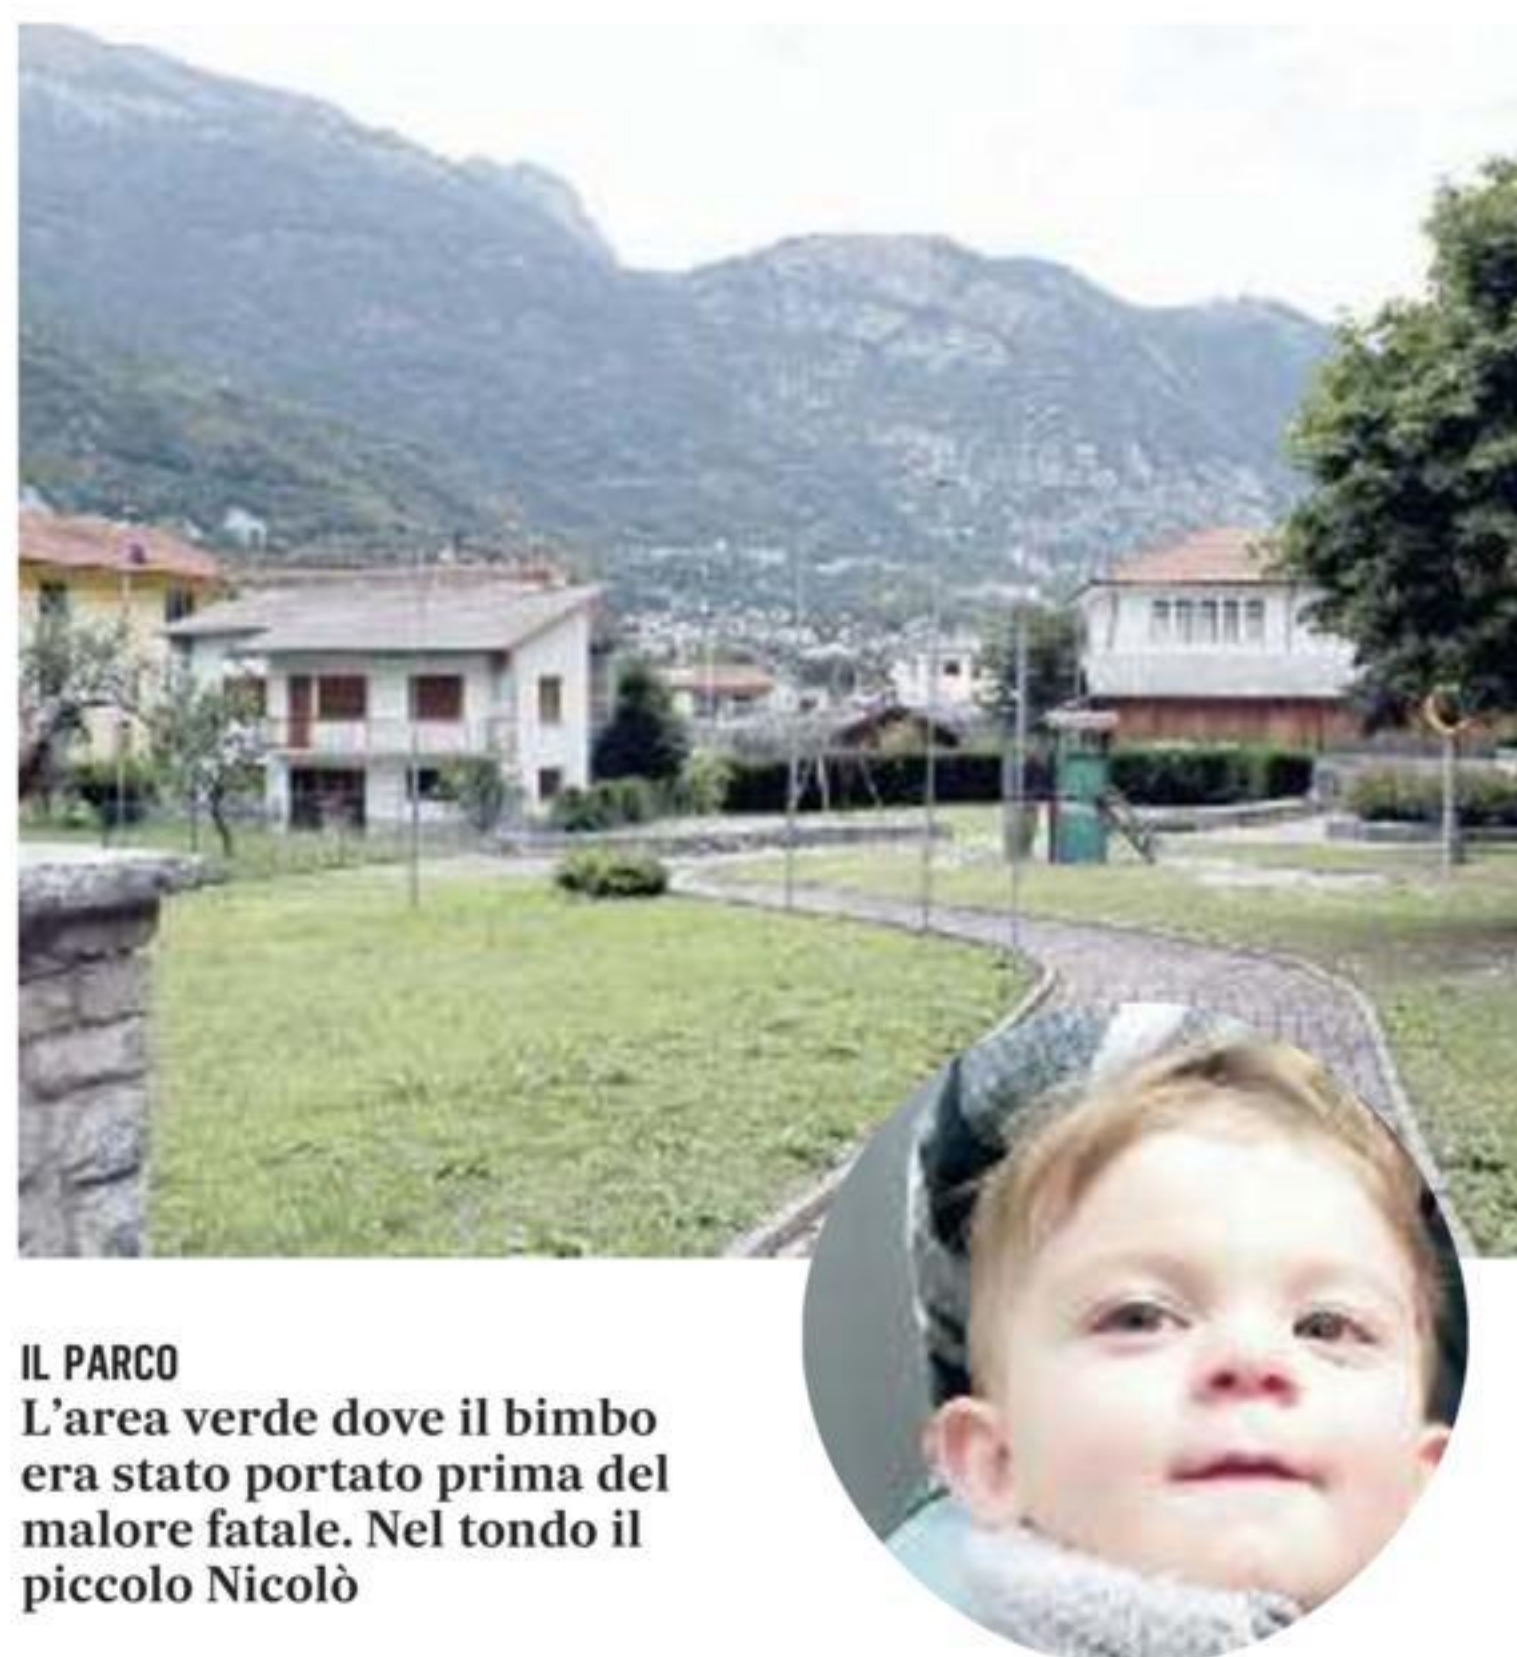 IL PARCO
L'area verde dove il bimbo
era stato portato prima del
malore fatale. Nel tondo il
piccolo Nicolò